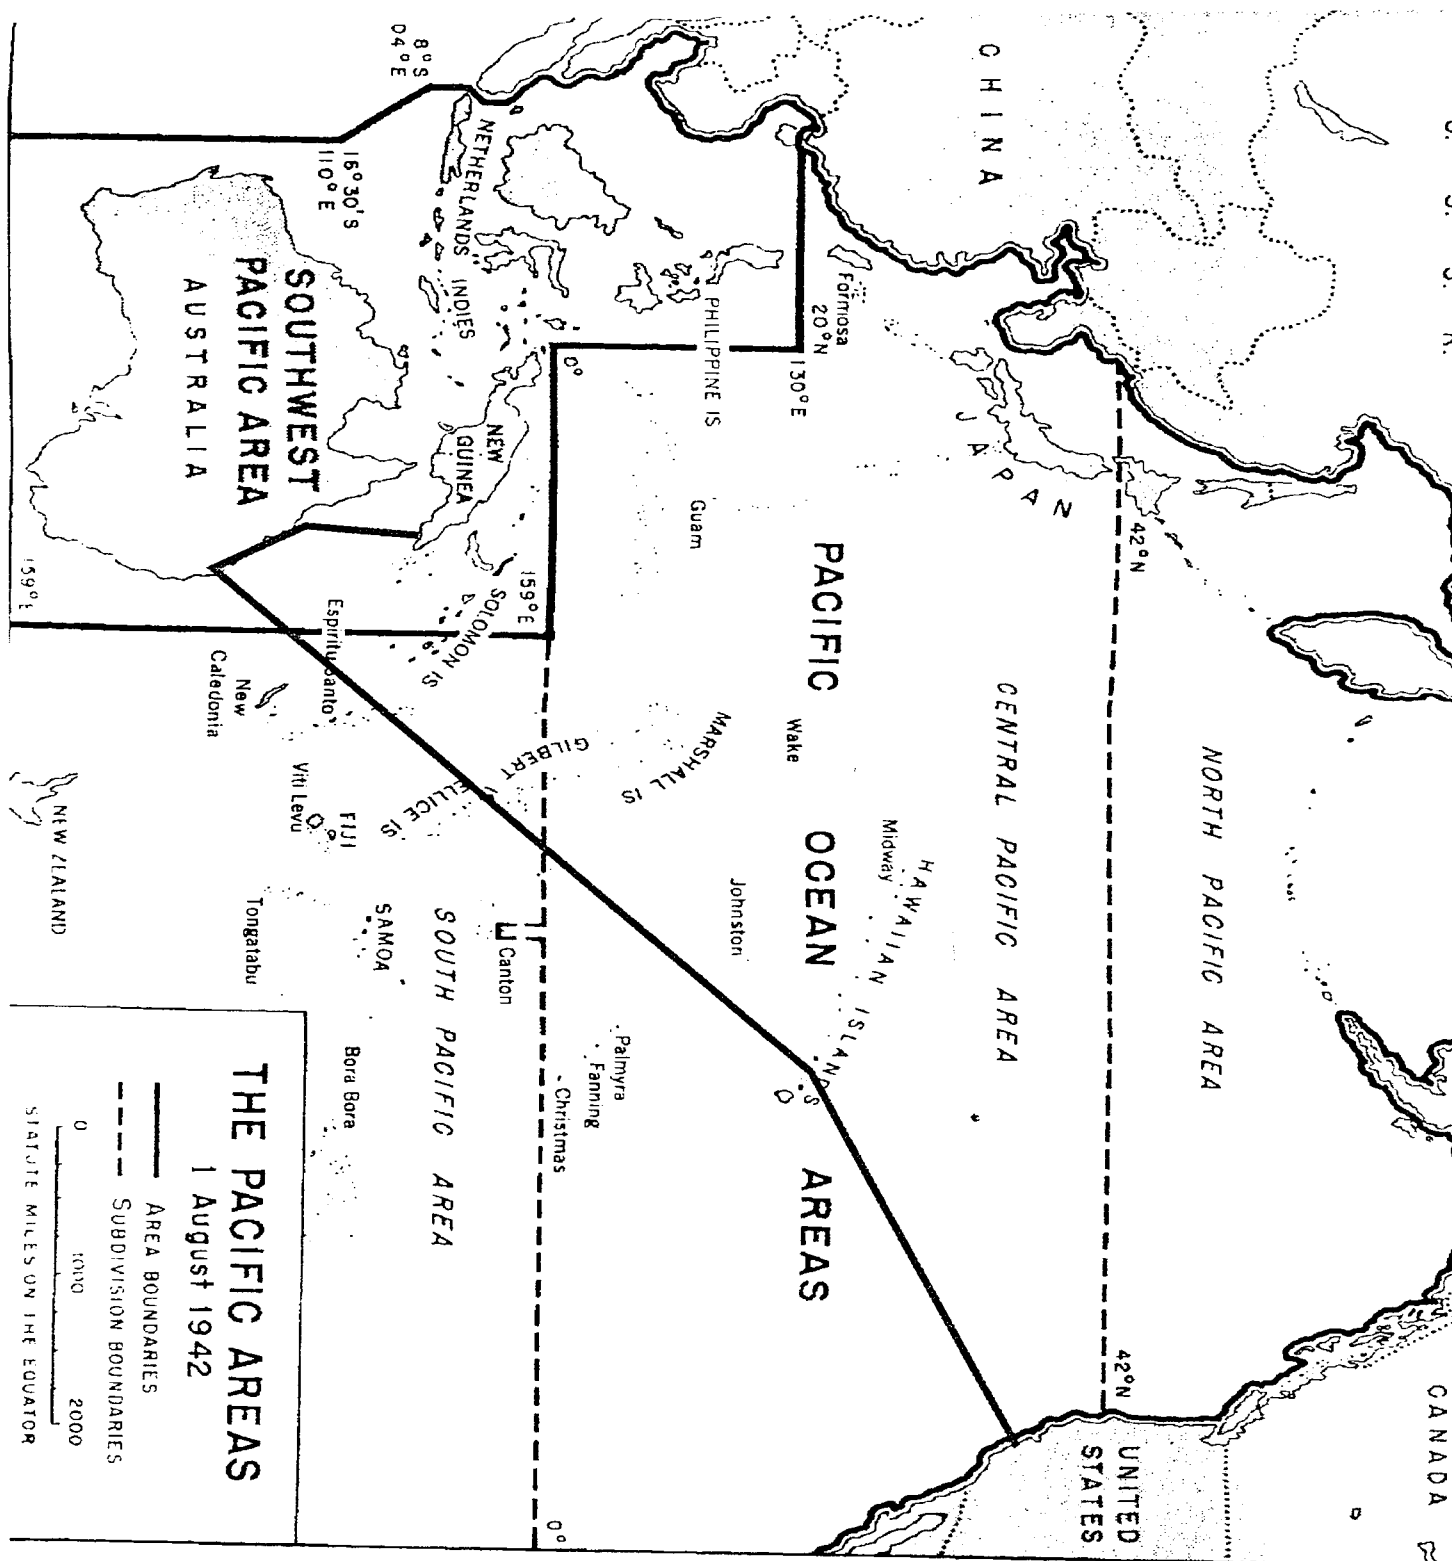 U. S. S. R.
CANADA
CHINA
UNITED
STATES
NORTH PACIFIC AREA
42°N
42°N
JAPAN
CENTRAL PACIFIC AREA
HAWAIIAN ISLANDS
Midway
Formosa
20°N
130°E
PACIFIC OCEAN AREAS
Wake
Johnston
PHILIPPINE IS
Guam
MARSHALL IS
Palmyra
Fanning
Christmas
GILBERT
0°
0°
159°E
Canton
ELLICE IS
NETHERLANDS INDIES
NEW
GUINEA
SOLOMON IS
SOUTH PACIFIC AREA
8°S
04°E
16°30'S
110°E
Espiritu Santo
SAMOA
FIJI
Viti Levu
Bora Bora
SOUTHWEST
PACIFIC AREA
AUSTRALIA
New
Caledonia
Tongatabu
159°E
NEW ZEALAND
THE PACIFIC AREAS
1 August 1942
AREA BOUNDARIES
SUBDIVISION BOUNDARIES
0 1000 2000
STATUTE MILES ON THE EQUATOR